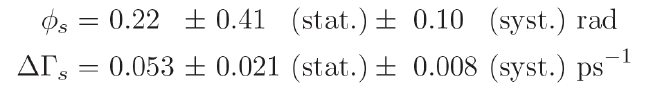 ϕₛ = 0.22 ± 0.41 (stat.) ± 0.10 (syst.) rad
ΔΓₛ = 0.053 ± 0.021 (stat.) ± 0.008 (syst.) ps⁻¹